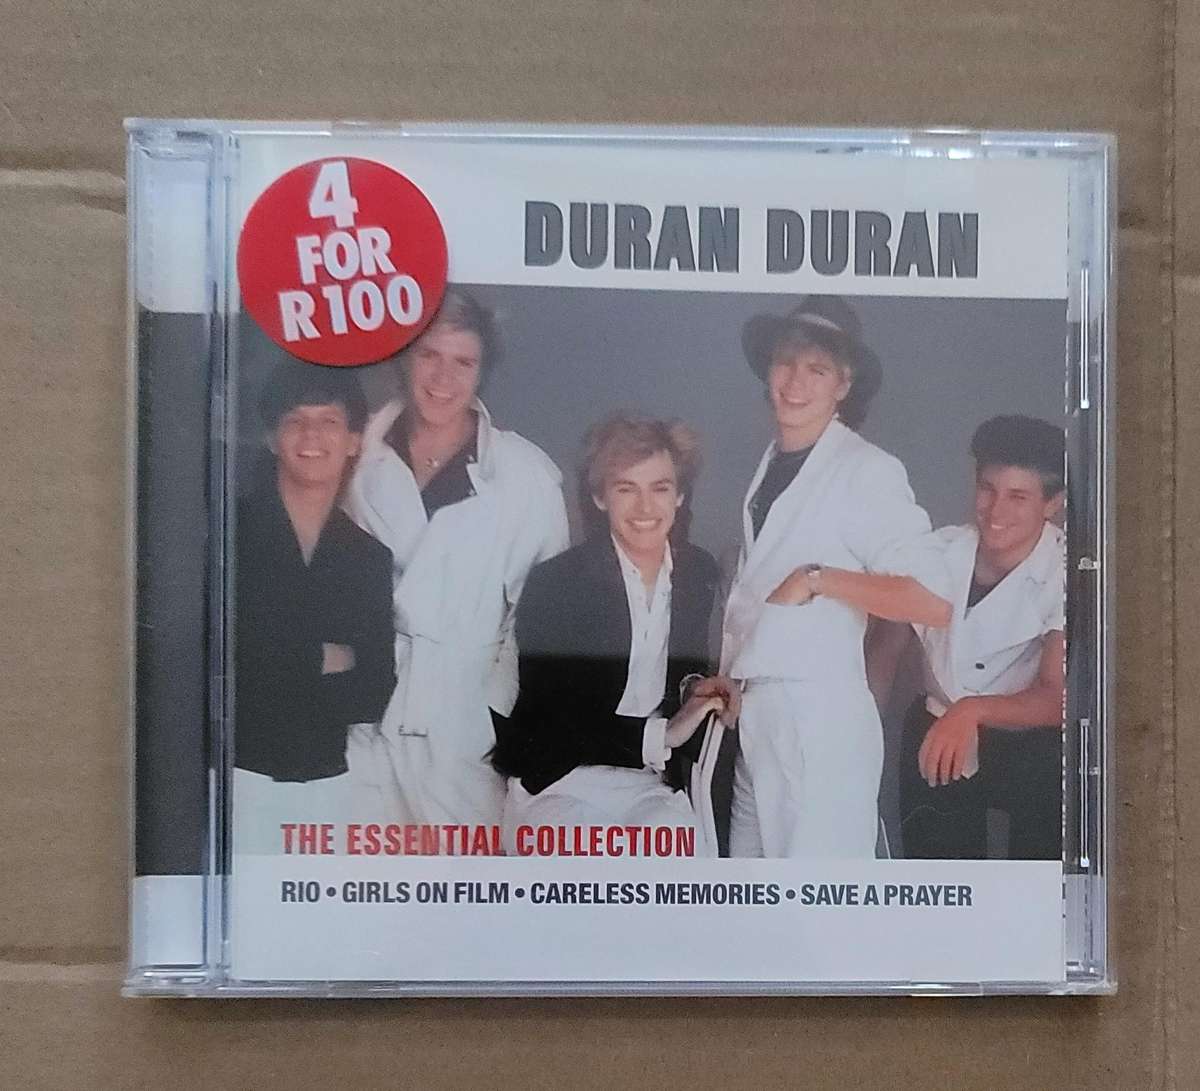 4
FOR
R100
DURAN DURAN
THE ESSENTIAL COLLECTION
RIO • GIRLS ON FILM • CARELESS MEMORIES • SAVE A PRAYER